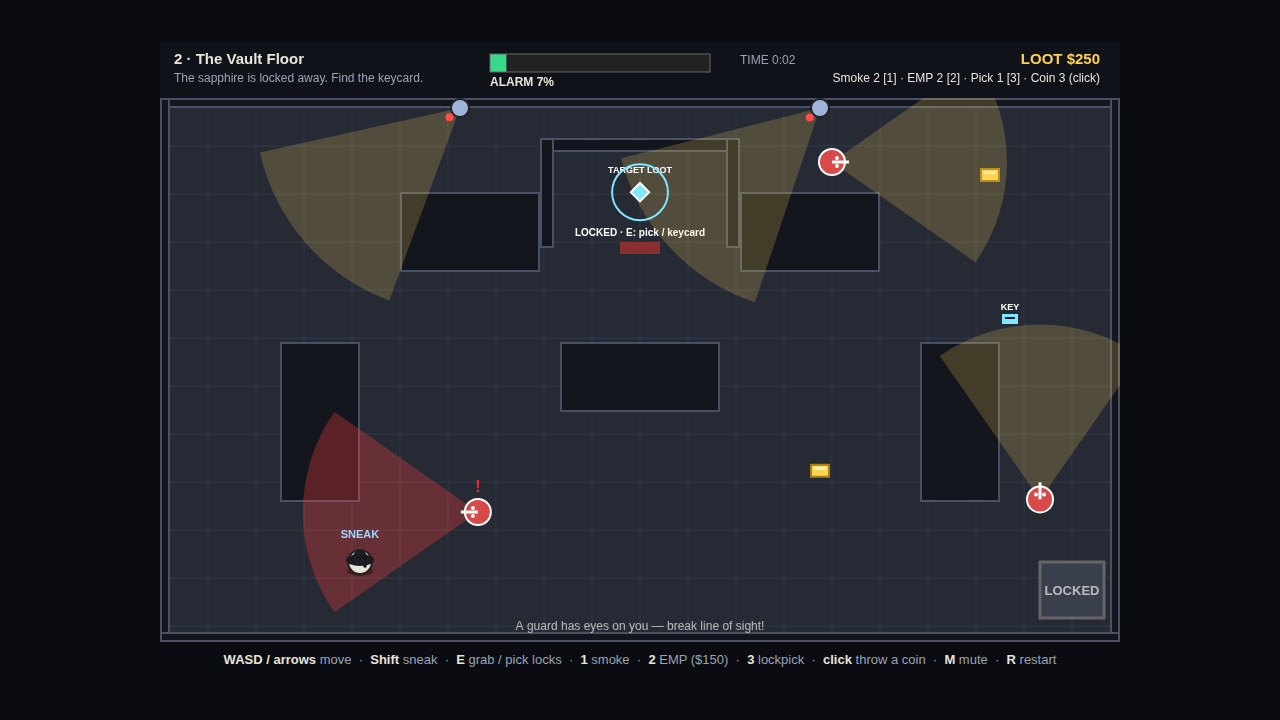 2 · The Vault Floor
The sapphire is locked away. Find the keycard.
ALARM 7%
TIME 0:02
LOOT $250
Smoke 2 [1] · EMP 2 [2] · Pick 1 [3] · Coin 3 (click)
TARGET LOOT
LOCKED · E: pick / keycard
KEY
!
SNEAK
LOCKED
A guard has eyes on you — break line of sight!
WASD / arrows move · Shift sneak · E grab / pick locks · 1 smoke · 2 EMP ($150) · 3 lockpick · click throw a coin · M mute · R restart